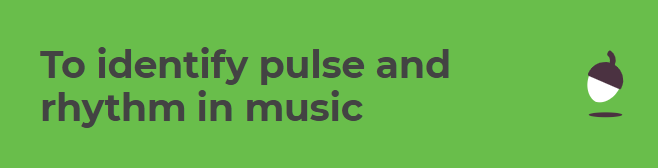 To identify pulse and
rhythm in music